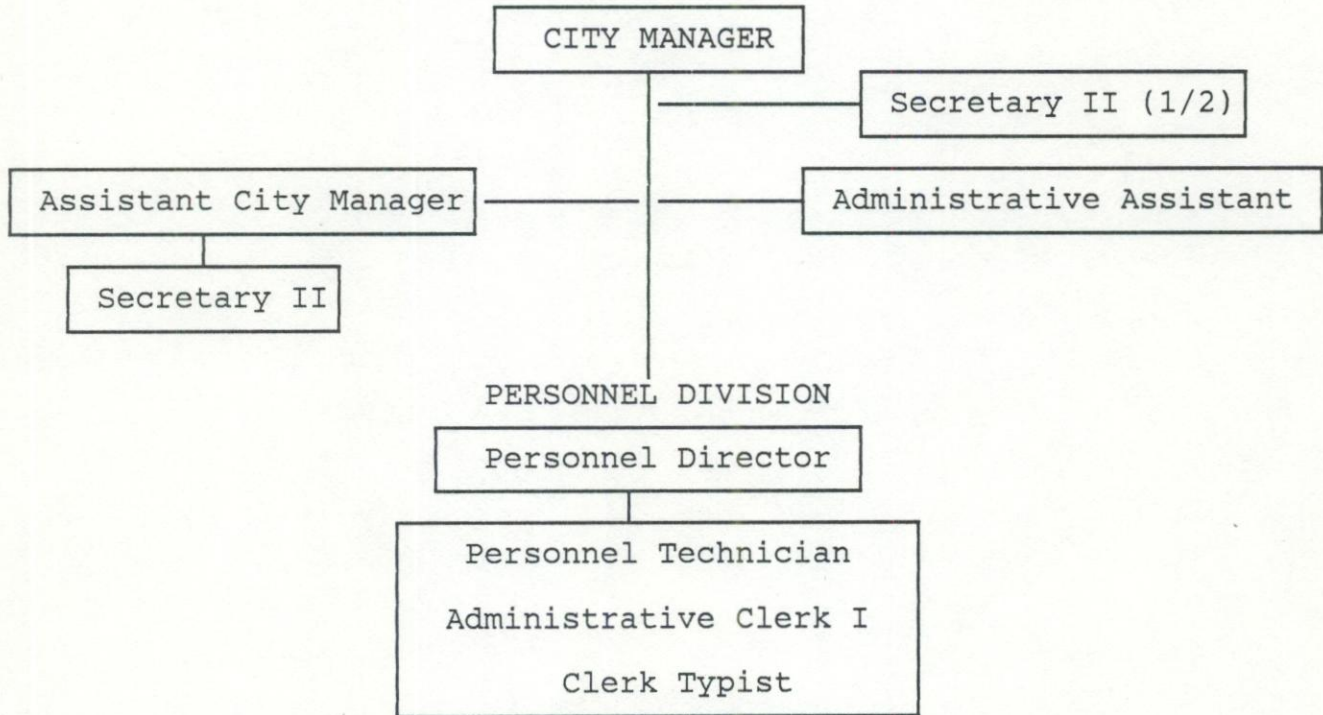 CITY MANAGER
Secretary II (1/2)
Assistant City Manager
Administrative Assistant
Secretary II
PERSONNEL DIVISION
Personnel Director
Personnel Technician
Administrative Clerk I
Clerk Typist